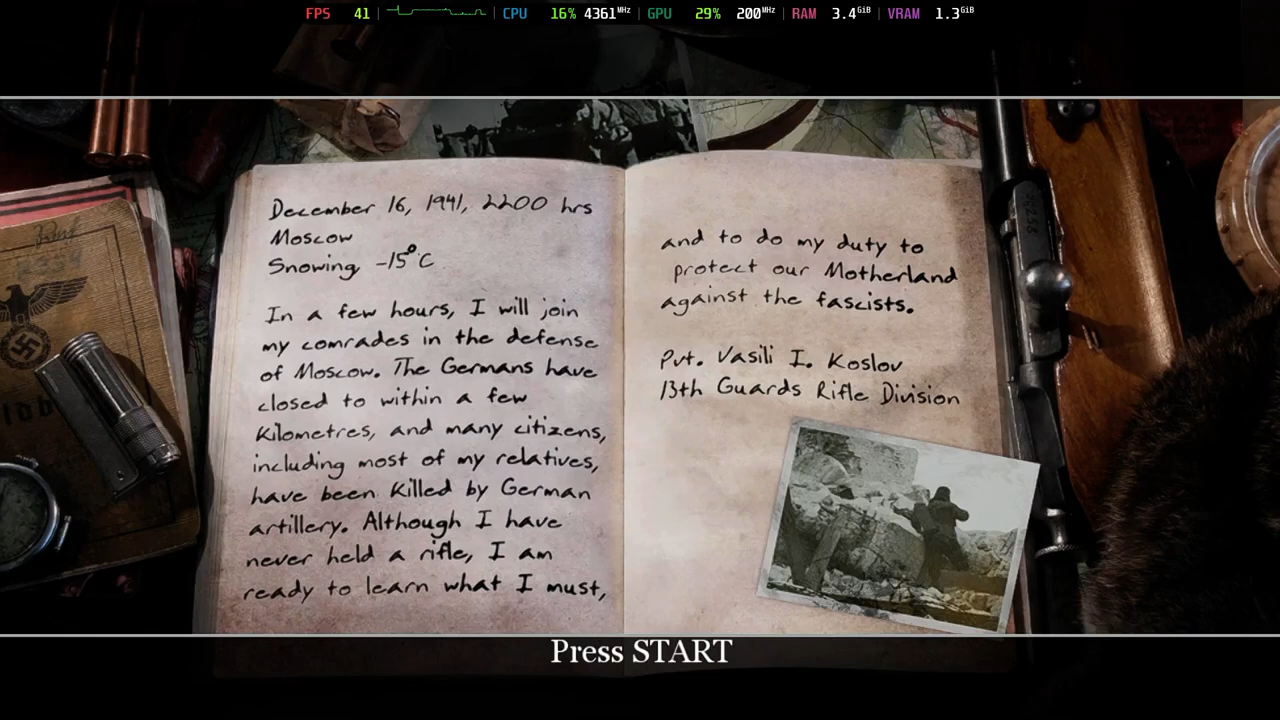 FPS 41 CPU 16% 4361MHz GPU 29% 200MHz RAM 3.4GiB VRAM 1.3GiB
December 16, 1941, 2200 hrs
Moscow
Snowing -15°C
In a few hours, I will join
my comrades in the defense
of Moscow. The Germans have
closed to within a few
Kilometres, and many citizens,
including most of my relatives,
have been killed by German
artillery. Although I have
never held a rifle, I am
ready to learn what I must,
and to do my duty to
protect our Motherland
against the fascists.
Pvt. Vasili I. Koslov
13th Guards Rifle Division
Press START